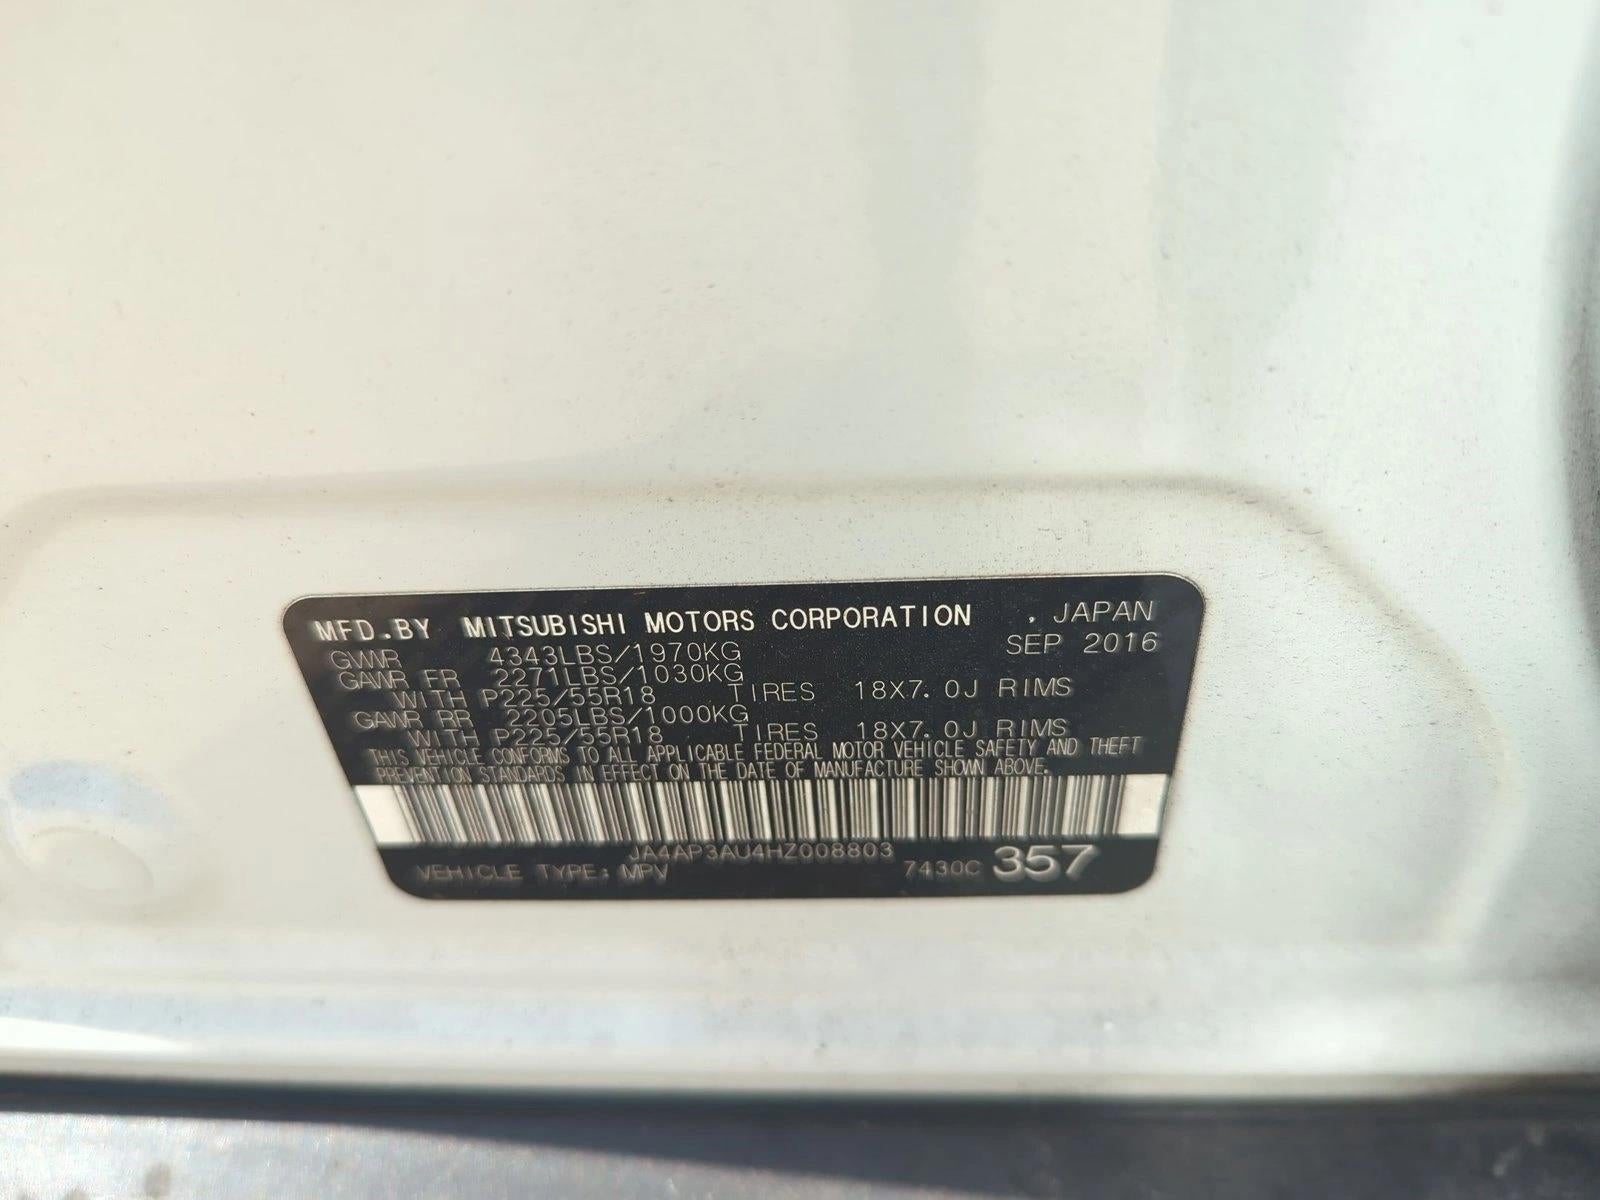 MFD.BY MITSUBISHI MOTORS CORPORATION . JAPAN
GVWR 4343LBS/1970KG SEP 2016
GAWR FR 2271LBS/1030KG
WITH P225/55R18 TIRES 18X7.0J RIMS
GAWR RR 2205LBS/1000KG
WITH P225/55R18 TIRES 18X7.0J RIMS
THIS VEHICLE CONFORMS TO ALL APPLICABLE FEDERAL MOTOR VEHICLE SAFETY AND THEFT
PREVENTION STANDARDS IN EFFECT ON THE DATE OF MANUFACTURE SHOWN ABOVE.
JA4AP3AU4HZ008803
VEHICLE TYPE: MPV 7430C 357